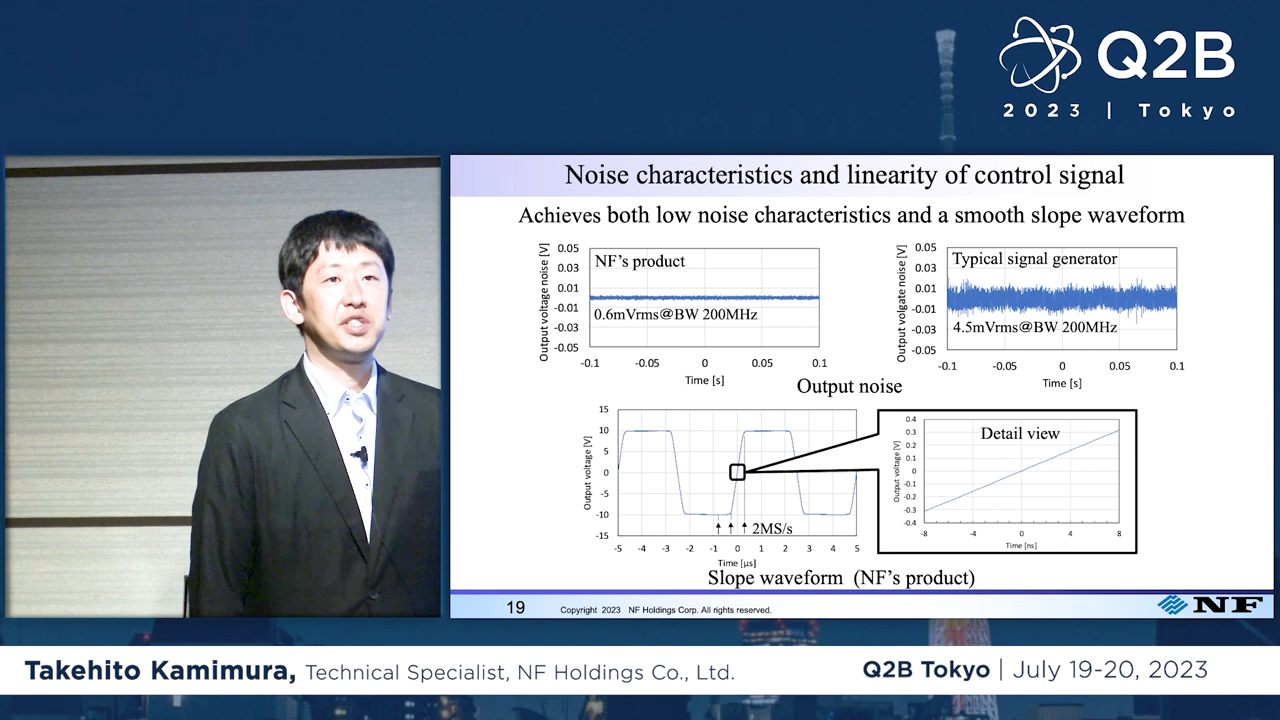 Q2B
2023 | Tokyo
Noise characteristics and linearity of control signal
Achieves both low noise characteristics and a smooth slope waveform
Output voltage noise [V]
0.05
0.03
0.01
-0.01
-0.03
-0.05
NF's product
0.6mVrms@BW 200MHz
-0.1
-0.05
0
0.05
0.1
Time [s]
Output volgate noise [V]
0.05
0.03
0.01
-0.01
-0.03
-0.05
Typical signal generator
4.5mVrms@BW 200MHz
-0.1
-0.05
0
0.05
0.1
Time [s]
Output noise
Output voltage [V]
15
10
5
0
-5
-10
-15
2MS/s
-5
-4
-3
-2
-1
0
1
2
3
4
5
Time [μs]
Output voltage [V]
0.4
0.3
0.2
0.1
0
-0.1
-0.2
-0.3
-0.4
Detail view
-8
-4
0
4
8
Time [ns]
Slope waveform (NF's product)
19
Copyright 2023 NF Holdings Corp. All rights reserved.
NF
Takehito Kamimura, Technical Specialist, NF Holdings Co., Ltd.
Q2B Tokyo | July 19-20, 2023